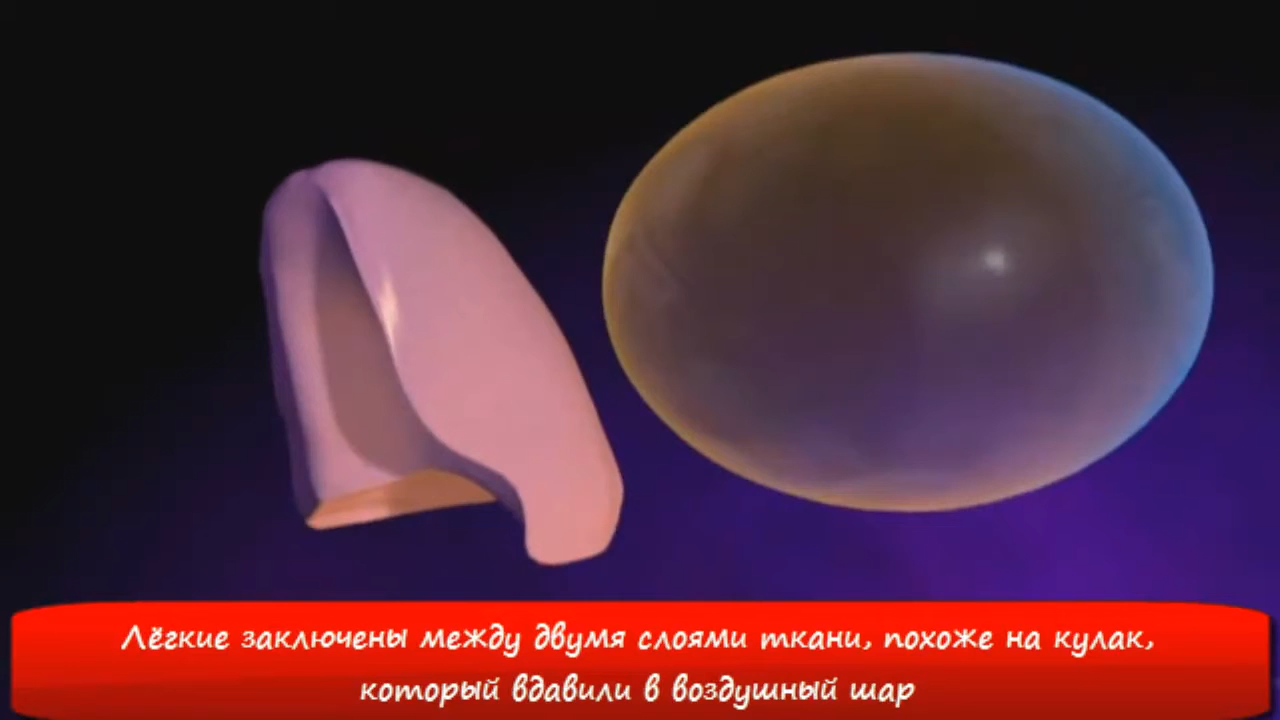 Лёгкие заключены между двумя слоями ткани, похоже на кулак,
который вдавили в воздушный шар